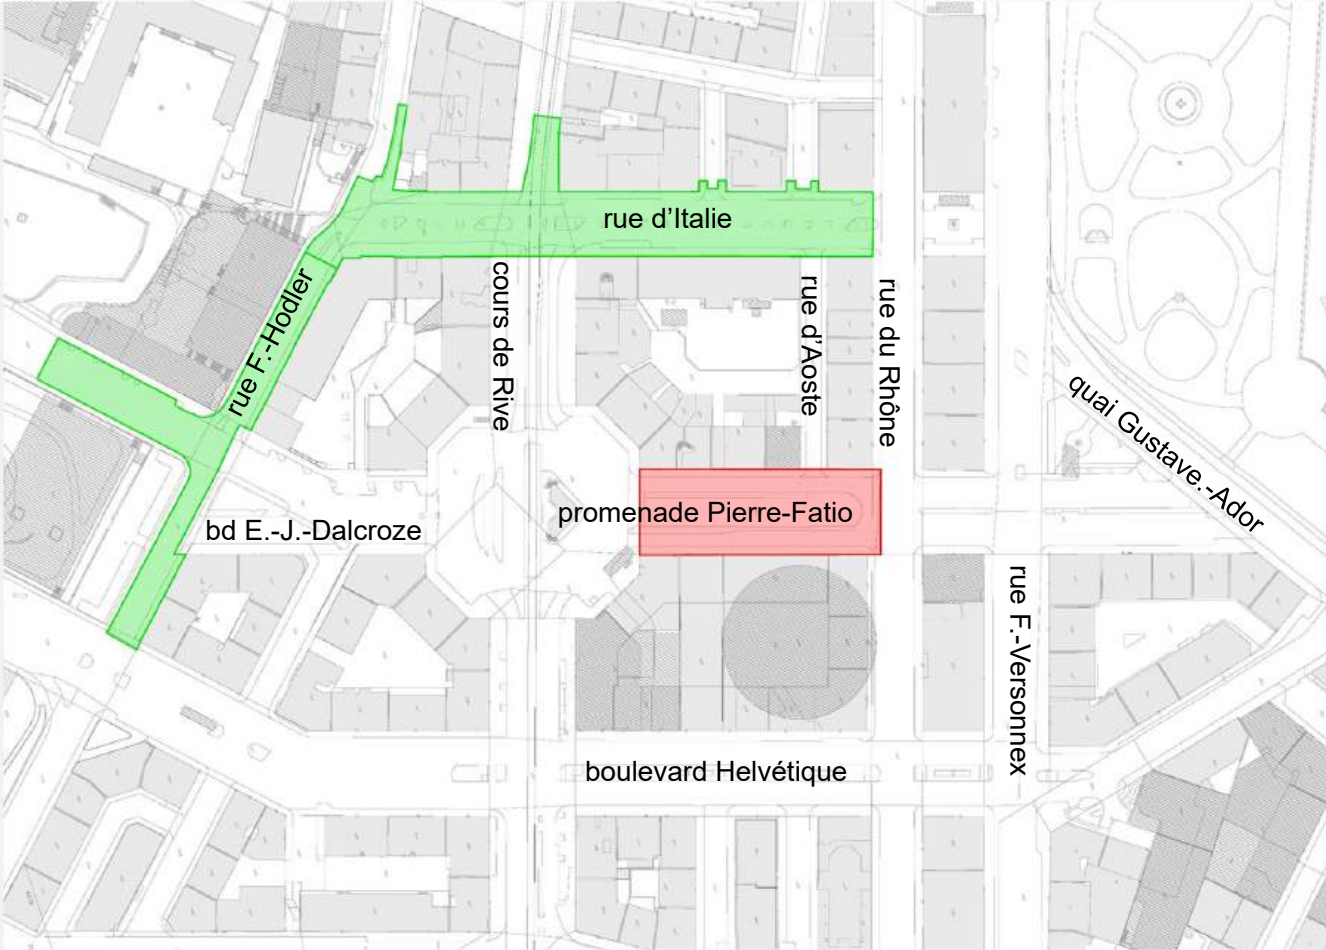 rue d'Italie
rue F.-Hodler
cours de Rive
rue d'Aoste
rue du Rhône
quai Gustave.-Ador
promenade Pierre-Fatio
bd E.-J.-Dalcroze
rue F.-Versonnex
boulevard Helvétique